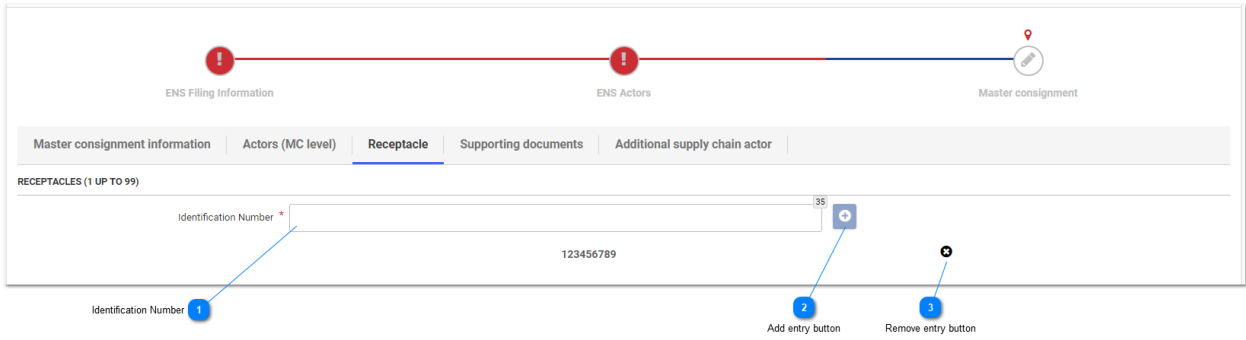 ENS Filing Information
ENS Actors
Master consignment
Master consignment information
Actors (MC level)
Receptacle
Supporting documents
Additional supply chain actor
RECEPTACLES (1 UP TO 99)
Identification Number *
35
123456789
Identification Number 1
2
Add entry button
3
Remove entry button